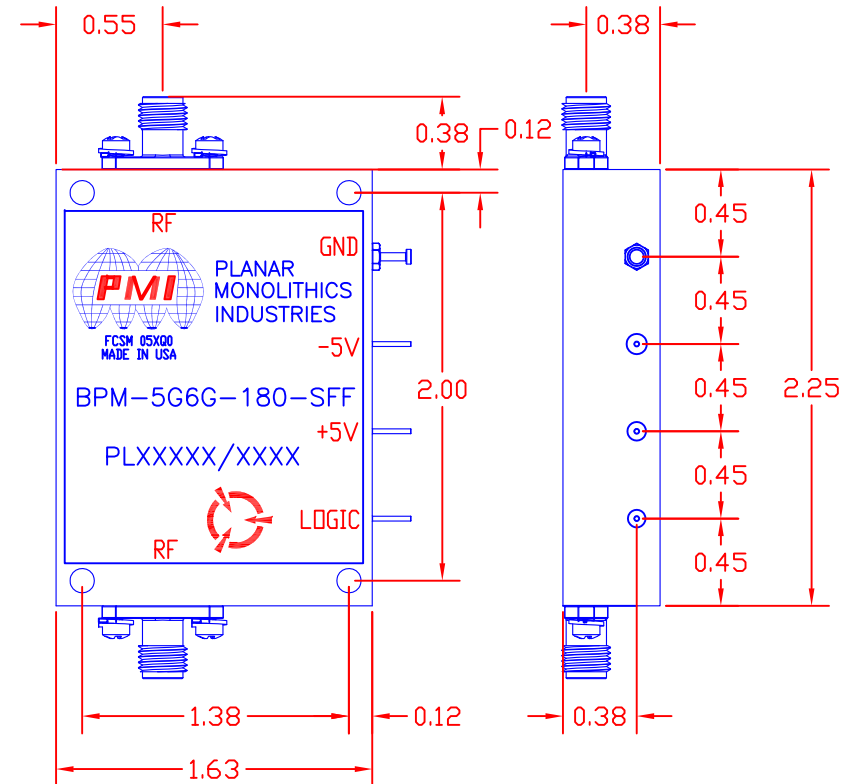 0.55
0.38
0.38
0.12
RF
GND
PMI
PLANAR
MONOLITHICS
INDUSTRIES
FCSM 05XQ0
MADE IN USA
-5V
BPM-5G6G-180-SFF
+5V
PLXXXXX/XXXX
LOGIC
RF
2.00
0.45
0.45
0.45
0.45
0.45
2.25
1.38
0.12
1.63
0.38